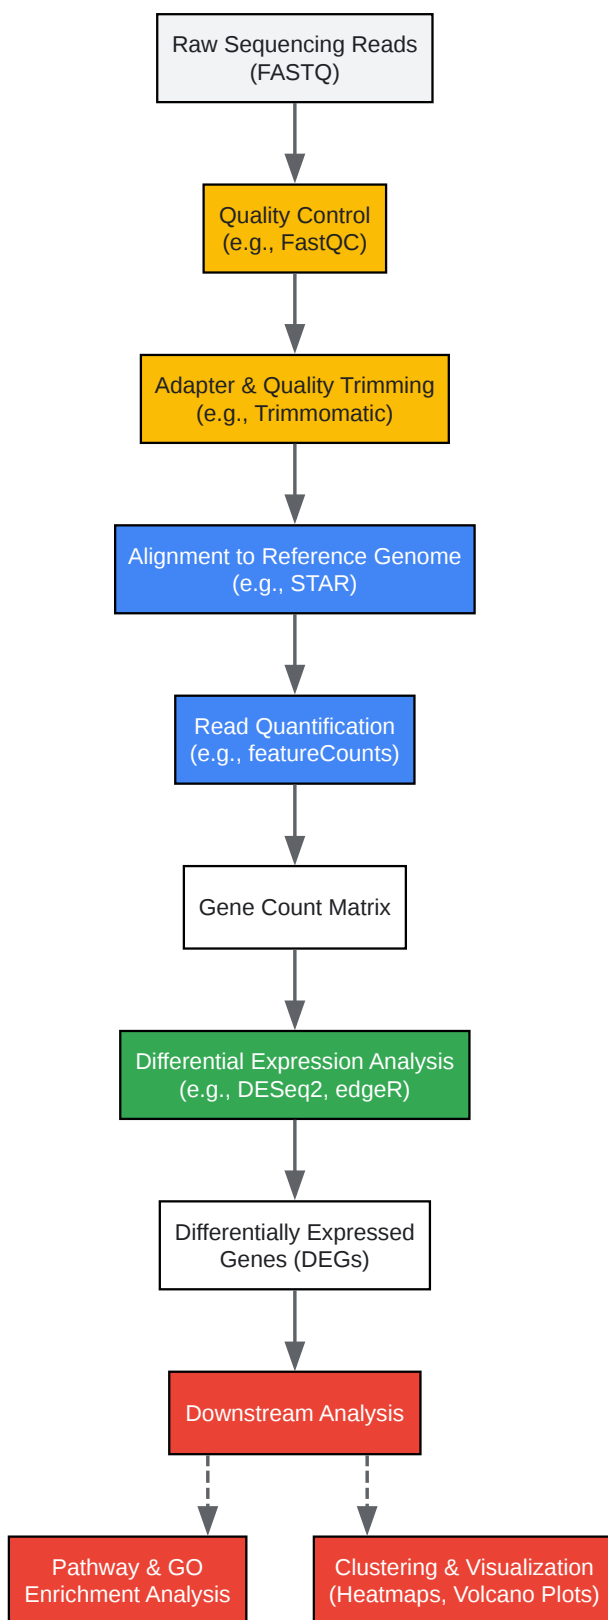 Raw Sequencing Reads
(FASTQ)
Quality Control
(e.g., FastQC)
Adapter & Quality Trimming
(e.g., Trimmomatic)
Alignment to Reference Genome
(e.g., STAR)
Read Quantification
(e.g., featureCounts)
Gene Count Matrix
Differential Expression Analysis
(e.g., DESeq2, edgeR)
Differentially Expressed
Genes (DEGs)
Downstream Analysis
Pathway & GO
Enrichment Analysis
Clustering & Visualization
(Heatmaps, Volcano Plots)